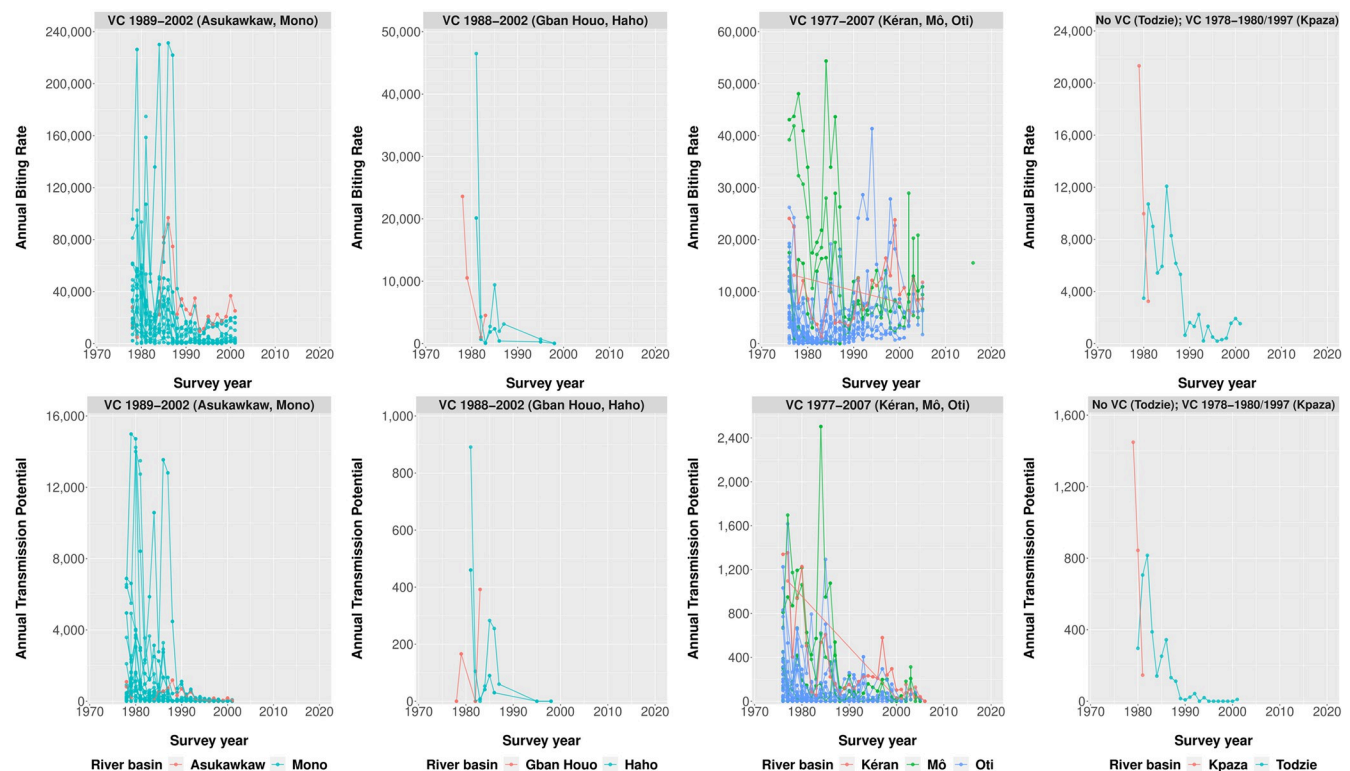 VC 1989−2002 (Asukawkaw, Mono)
Annual Biting Rate
240,000
200,000
160,000
120,000
80,000
40,000
0
1970 1980 1990 2000 2010 2020
Survey year
VC 1988−2002 (Gban Houo, Haho)
Annual Biting Rate
50,000
40,000
30,000
20,000
10,000
0
1970 1980 1990 2000 2010 2020
Survey year
VC 1977−2007 (Kéran, Mô, Oti)
Annual Biting Rate
60,000
50,000
40,000
30,000
20,000
10,000
0
1970 1980 1990 2000 2010 2020
Survey year
No VC (Todzie); VC 1978−1980/1997 (Kpaza)
Annual Biting Rate
24,000
20,000
16,000
12,000
8,000
4,000
0
1970 1980 1990 2000 2010 2020
Survey year
VC 1989−2002 (Asukawkaw, Mono)
Annual Transmission Potential
16,000
12,000
8,000
4,000
0
1970 1980 1990 2000 2010 2020
Survey year
River basin Asukawkaw Mono
VC 1988−2002 (Gban Houo, Haho)
Annual Transmission Potential
1,000
800
600
400
200
0
1970 1980 1990 2000 2010 2020
Survey year
River basin Gban Houo Haho
VC 1977−2007 (Kéran, Mô, Oti)
Annual Transmission Potential
2,400
2,000
1,600
1,200
800
400
0
1970 1980 1990 2000 2010 2020
Survey year
River basin Kéran Mô Oti
No VC (Todzie); VC 1978−1980/1997 (Kpaza)
Annual Transmission Potential
1,600
1,200
800
400
0
1970 1980 1990 2000 2010 2020
Survey year
River basin Kpaza Todzie